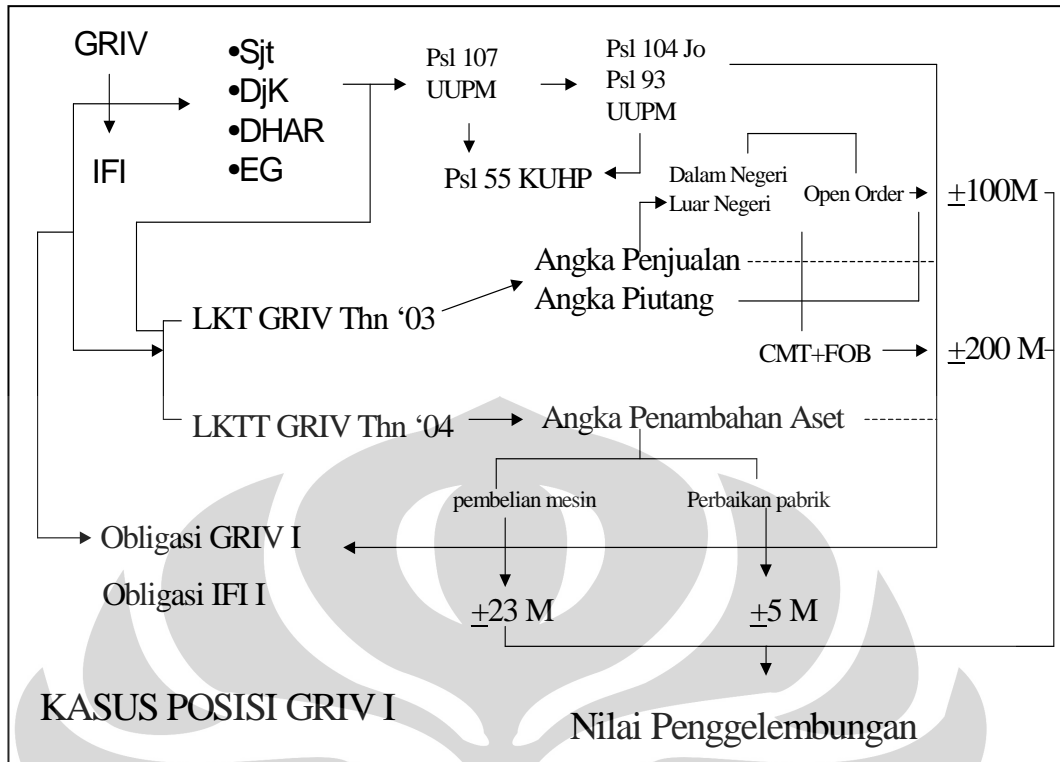 GRIV
IFI
•Sjt
•DjK
•DHAR
•EG
Psl 107
UUPM
Psl 104 Jo
Psl 93
UUPM
Psl 55 KUHP
Dalam Negeri
Luar Negeri
Open Order
+100M
Angka Penjualan
Angka Piutang
LKT GRIV Thn ‘03
CMT+FOB
+200 M
LKTT GRIV Thn ‘04
Angka Penambahan Aset
pembelian mesin
Perbaikan pabrik
Obligasi GRIV I
Obligasi IFI I
+23 M
+5 M
KASUS POSISI GRIV I
Nilai Penggelembungan